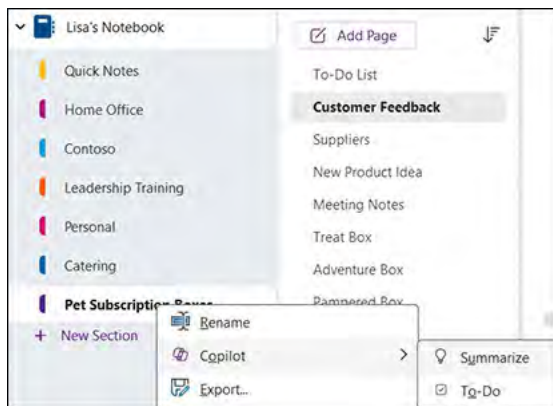 Lisa's Notebook
Quick Notes
Home Office
Contoso
Leadership Training
Personal
Catering
Pet Subscription Boxes
New Section
Add Page
To-Do List
Customer Feedback
Suppliers
New Product Idea
Meeting Notes
Treat Box
Adventure Box
Pampered Box
Rename
Copilot
Export...
Summarize
To-Do